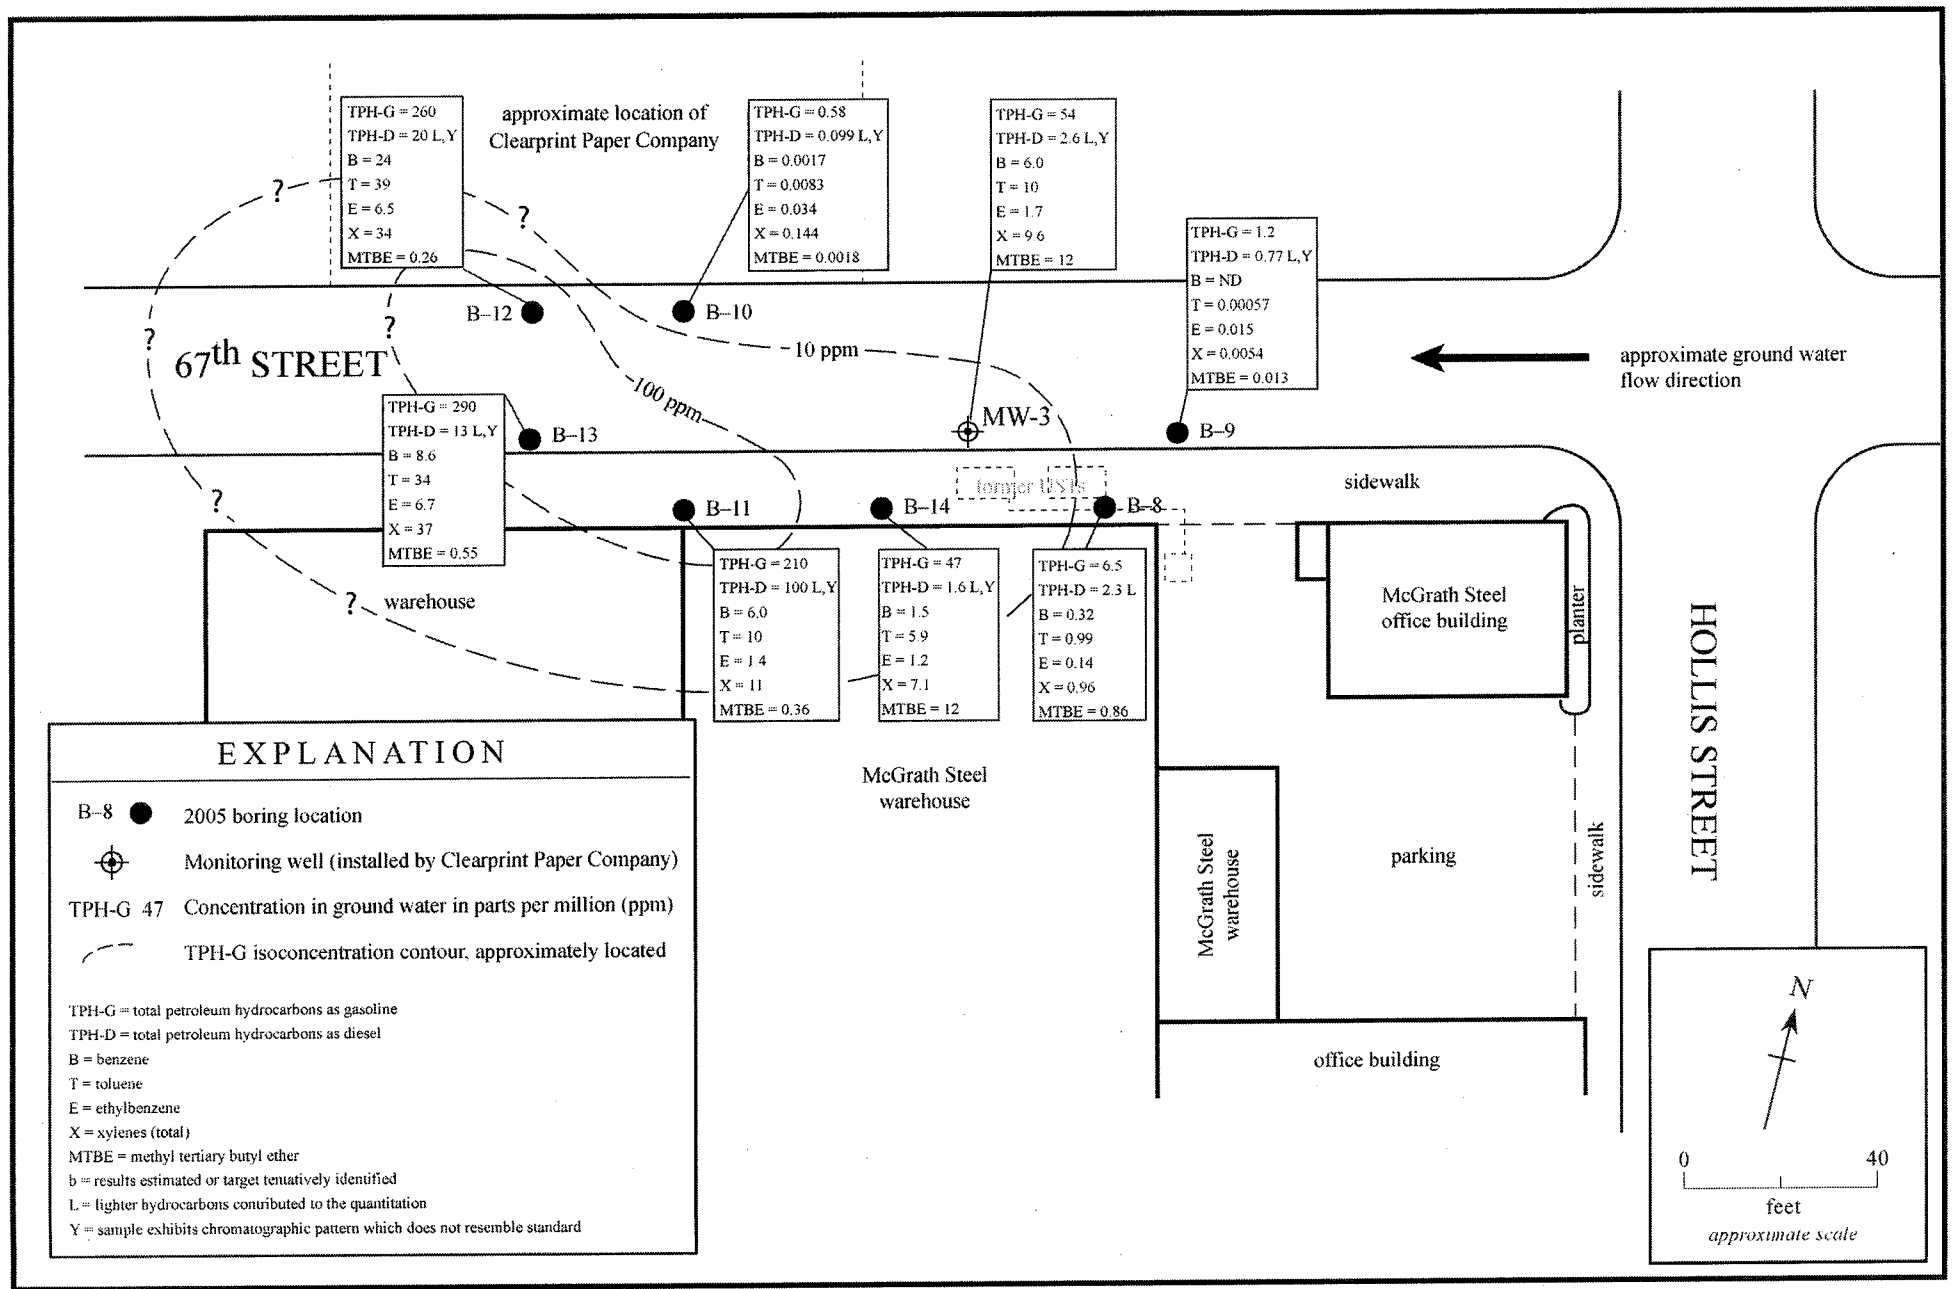 TPH-G = 260
TPH-D = 20 L,Y
B = 24
T = 39
E = 6.5
X = 34
MTBE = 0.26
approximate location of
Clearprint Paper Company
TPH-G = 0.58
TPH-D = 0.099 L,Y
B = 0.0017
T = 0.0083
E = 0.034
X = 0.144
MTBE = 0.0018
TPH-G = 54
TPH-D = 2.6 L,Y
B = 6.0
T = 10
E = 1.7
X = 9.6
MTBE = 12
TPH-G = 1.2
TPH-D = 0.77 L,Y
B = ND
T = 0.00057
E = 0.015
X = 0.0054
MTBE = 0.013
?
?
?
?
?
?
B–12
B–10
67th STREET
10 ppm
100 ppm
approximate ground water
flow direction
MW-3
B–13
B–9
TPH-G = 290
TPH-D = 13 L,Y
B = 8.6
T = 34
E = 6.7
X = 37
MTBE = 0.55
former USTs
sidewalk
B–11
B–14
B–8
warehouse
TPH-G = 210
TPH-D = 100 L,Y
B = 6.0
T = 10
E = 1.4
X = 11
MTBE = 0.36
TPH-G = 47
TPH-D = 1.6 L,Y
B = 1.5
T = 5.9
E = 1.2
X = 7.1
MTBE = 12
TPH-G = 6.5
TPH-D = 2.3 L
B = 0.32
T = 0.99
E = 0.14
X = 0.96
MTBE = 0.86
McGrath Steel
office building
planter
HOLLIS STREET
McGrath Steel
warehouse
McGrath Steel
warehouse
parking
sidewalk
office building
EXPLANATION
B–8 2005 boring location
Monitoring well (installed by Clearprint Paper Company)
TPH-G 47 Concentration in ground water in parts per million (ppm)
TPH-G isoconcentration contour, approximately located
TPH-G = total petroleum hydrocarbons as gasoline
TPH-D = total petroleum hydrocarbons as diesel
B = benzene
T = toluene
E = ethylbenzene
X = xylenes (total)
MTBE = methyl tertiary butyl ether
b = results estimated or target tentatively identified
L = lighter hydrocarbons contributed to the quantitation
Y = sample exhibits chromatographic pattern which does not resemble standard
N
0 40
feet
approximate scale